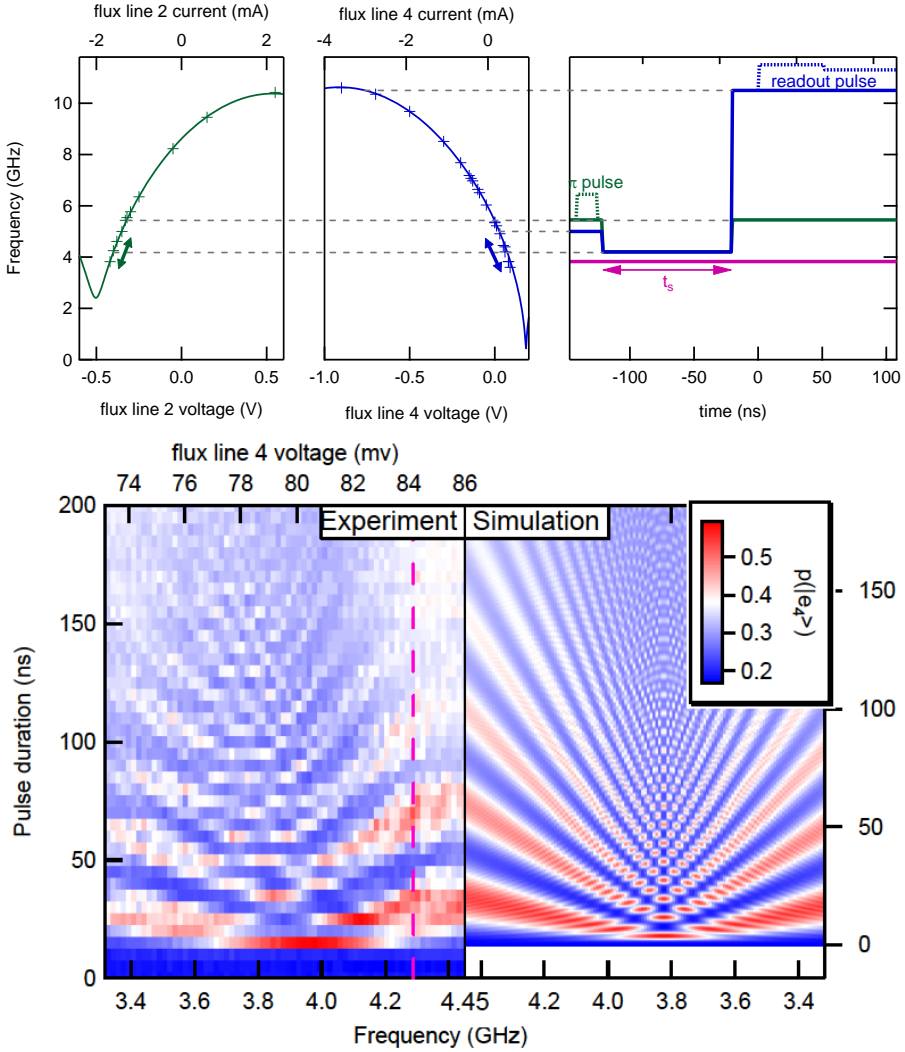 flux line 2 current (mA)
flux line 4 current (mA)
-2 0 2
-4 -2 0
Frequency (GHz)
10
8
6
4
2
0
readout pulse
π pulse
t_s
-0.5 0.0 0.5
-1.0 -0.5 0.0
-100 -50 0 50 100
flux line 2 voltage (V)
flux line 4 voltage (V)
time (ns)
flux line 4 voltage (mv)
74 76 78 80 82 84 86
Experiment
Simulation
Pulse duration (ns)
200
150
100
50
0
0.5
0.4
0.3
0.2
p(|e₄>)
150
100
50
0
3.4 3.6 3.8 4.0 4.2 4.45
4.2 4.0 3.8 3.6 3.4
Frequency (GHz)